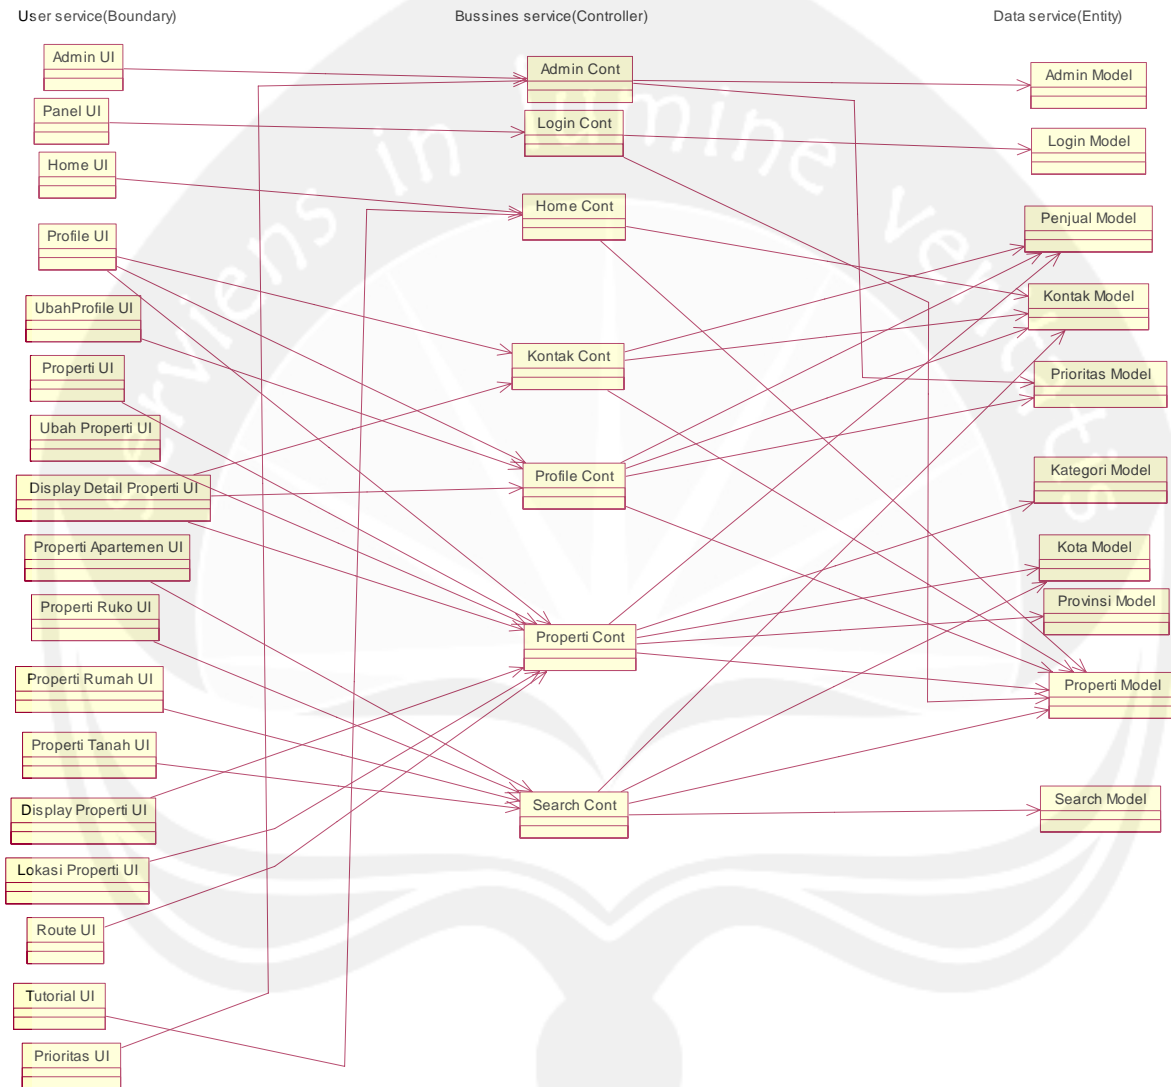 User service(Boundary)
Bussines service(Controller)
Data service(Entity)
Admin UI
Panel UI
Home UI
Profile UI
UbahProfile UI
Properti UI
Ubah Properti UI
Display Detail Properti UI
Properti Apartemen UI
Properti Ruko UI
Properti Rumah UI
Properti Tanah UI
Display Properti UI
Lokasi Properti UI
Route UI
Tutorial UI
Prioritas UI
Admin Cont
Login Cont
Home Cont
Kontak Cont
Profile Cont
Properti Cont
Search Cont
Admin Model
Login Model
Penjual Model
Kontak Model
Prioritas Model
Kategori Model
Kota Model
Provinsi Model
Properti Model
Search Model
serviens in lumine veritatis